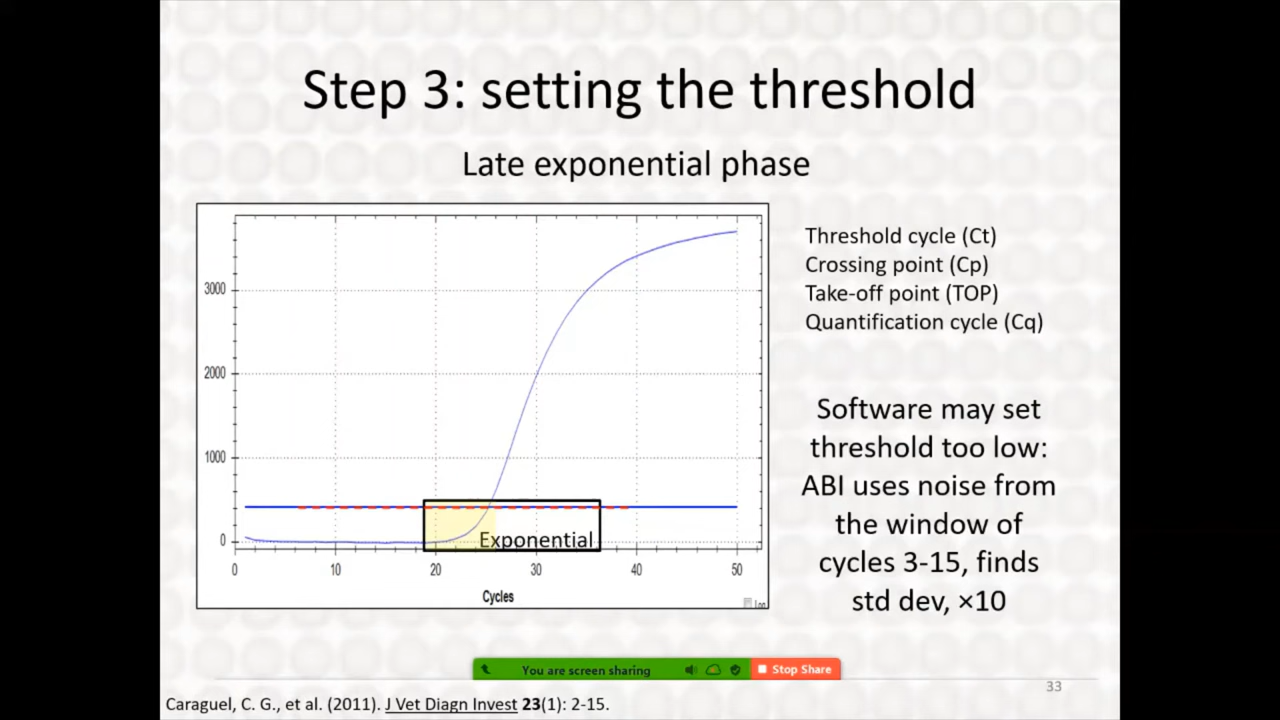 Step 3: setting the threshold
Late exponential phase
3000
2000
1000
0
Exponential
0 10 20 30 40 50
Cycles
Threshold cycle (Ct)
Crossing point (Cp)
Take-off point (TOP)
Quantification cycle (Cq)
Software may set
threshold too low:
ABI uses noise from
the window of
cycles 3-15, finds
std dev, ×10
You are screen sharing
Stop Share
33
Caraguel, C. G., et al. (2011). J Vet Diagn Invest 23(1): 2-15.